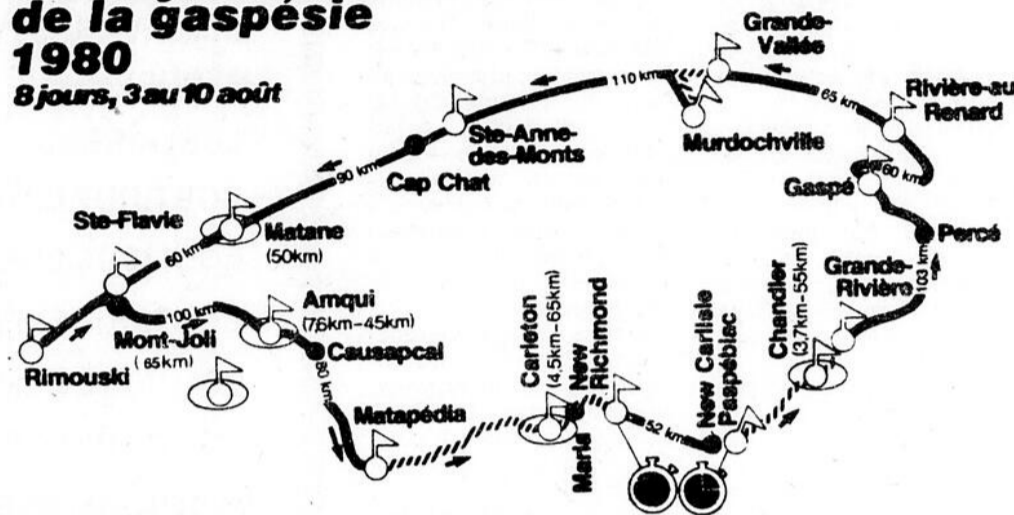 de la gaspésie
1980
8 jours, 3 au 10 août
Grande-
Vallée
110 km
65 km
Rivière-au
Renard
Ste-Anne-
des-Monts
Murdochville
60 km
90 km
Cap Chat
Gaspé
Ste-Flavie
Matane
(50km)
Percé
60 km
Grande-
Rivière
103 km
Chandler
(3,7km-55km)
100 km
Amqui
(7,6km-45km)
Mont-Joli
(65km)
Causapcal
Carleton
(4,5km-65km)
New
Richmond
New Carlisle
Paspébiac
Rimouski
80 km
Matapédia
Maria
52 km